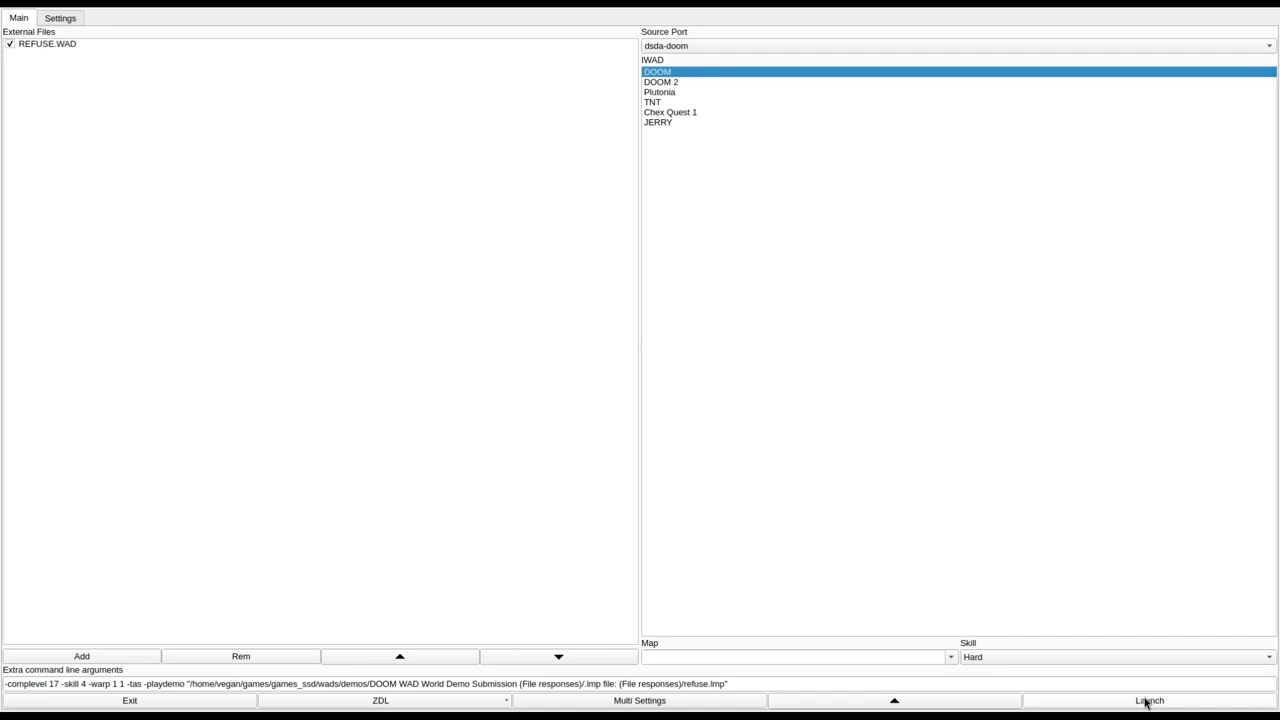 Main Settings
External Files
REFUSE.WAD
Source Port
dsda-doom
IWAD
DOOM
DOOM 2
Plutonia
TNT
Chex Quest 1
JERRY
Map Skill
Hard
Add Rem
Extra command line arguments
-complevel 17 -skill 4 -warp 1 1 -tas -playdemo "/home/vegan/games/games_ssd/wads/demos/DOOM WAD World Demo Submission (File responses)/.lmp file: (File responses)/refuse.lmp"
Exit ZDL Multi Settings Launch